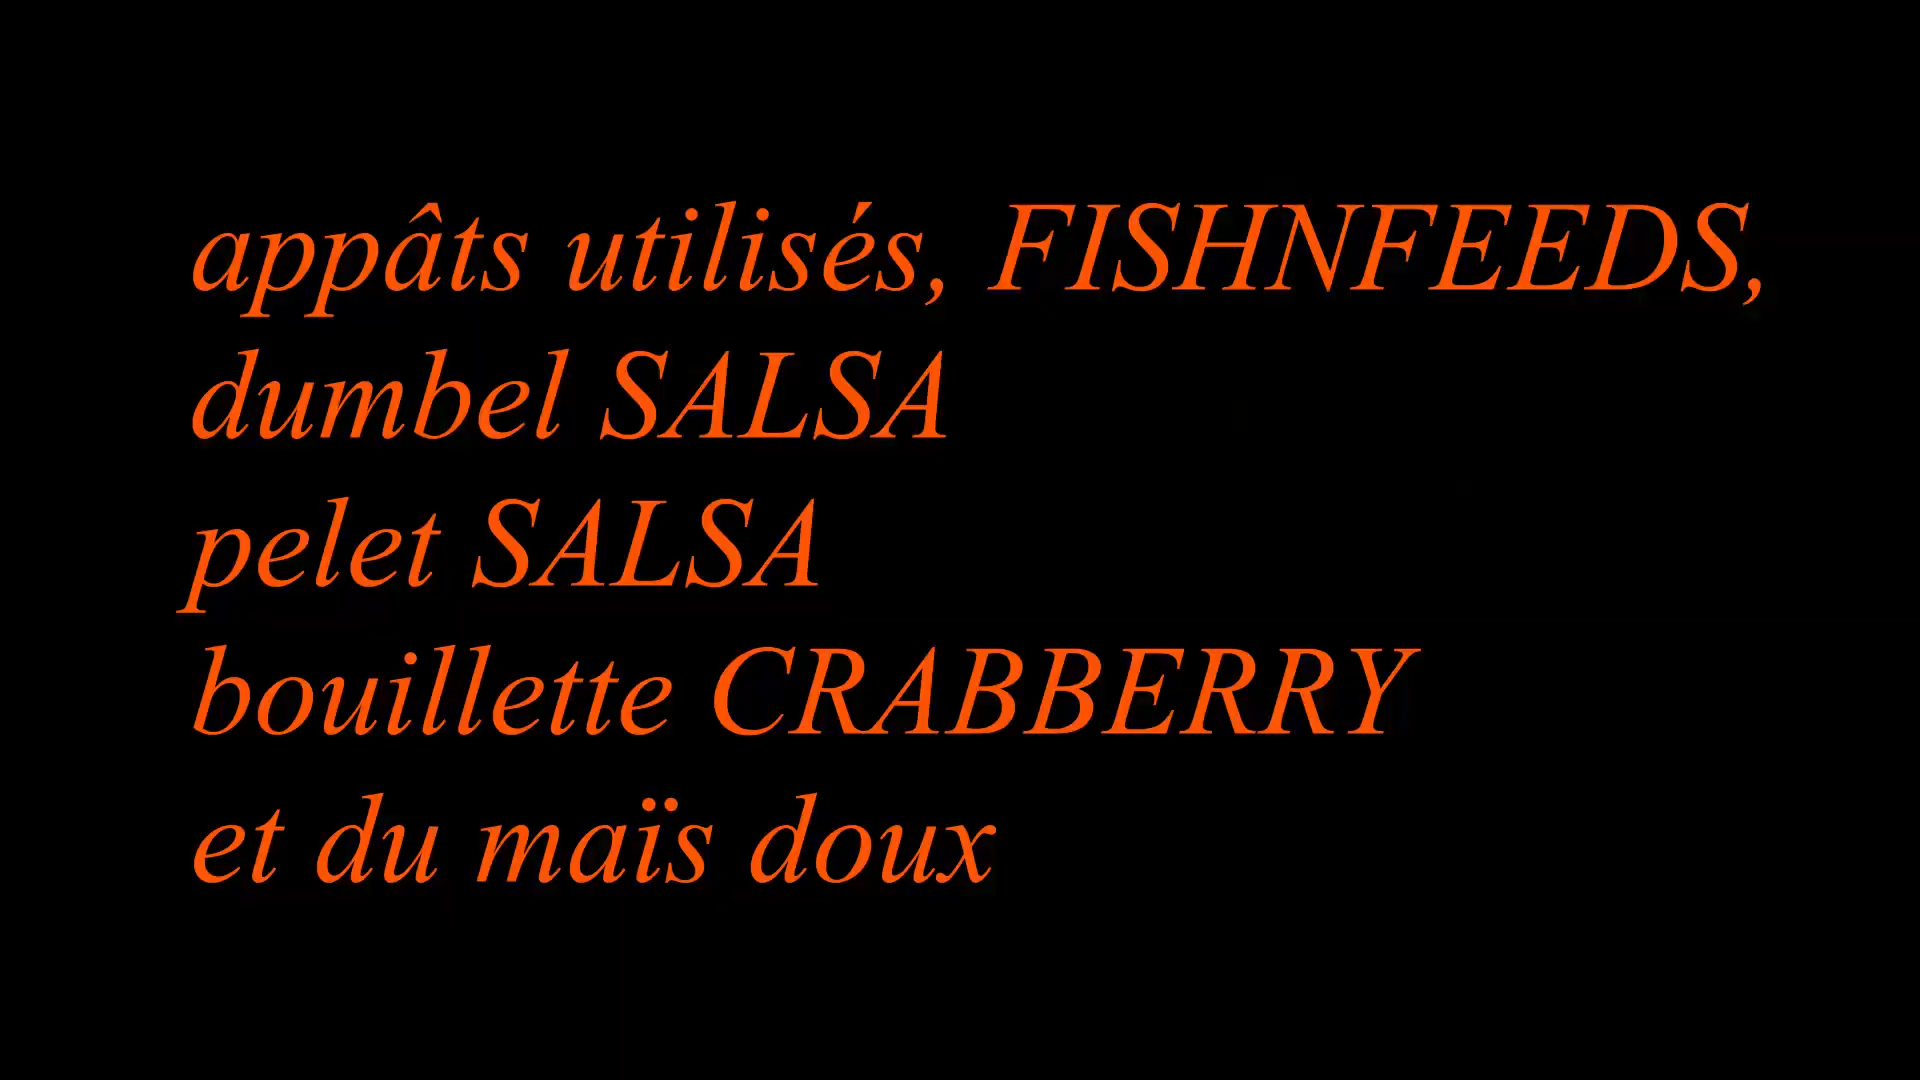 appâts utilisés, FISHNFEEDS,
dumbel SALSA
pelet SALSA
bouillette CRABBERRY
et du maïs doux